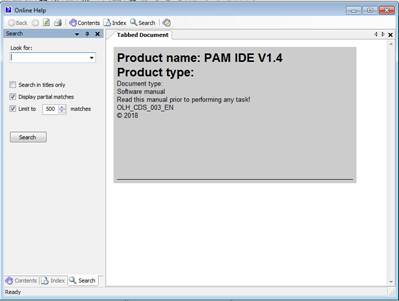 Online Help
Back
Contents
Index
Search
Search
Look for:
Search in titles only
Display partial matches
Limit to 500 matches
Search
Contents
Index
Search
Tabbed Document
Product name: PAM IDE V1.4
Product type:
Document type:
Software manual
Read this manual prior to performing any task!
OLH_CDS_003_EN
© 2018
Ready